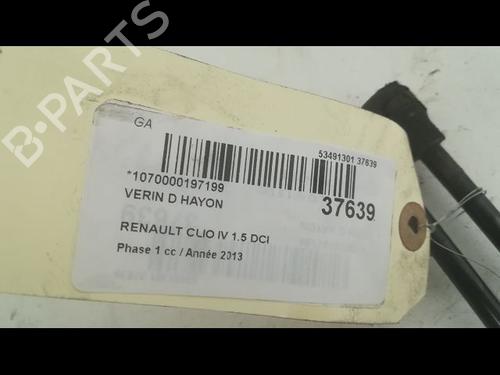 B-PARTS
GA
53491301 37639
*1070000197199
VERIN D HAYON
37639
RENAULT CLIO IV 1.5 DCI
Phase 1 cc / Année 2013